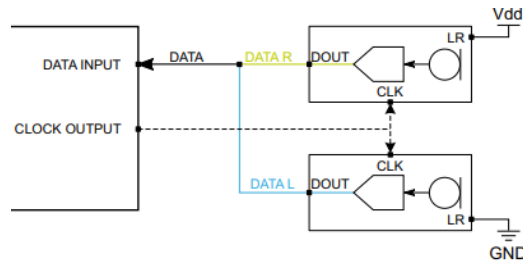 Vdd
LR
DATA INPUT
DATA
DATA R
DOUT
CLK
CLOCK OUTPUT
CLK
DATA L
DOUT
LR
GND